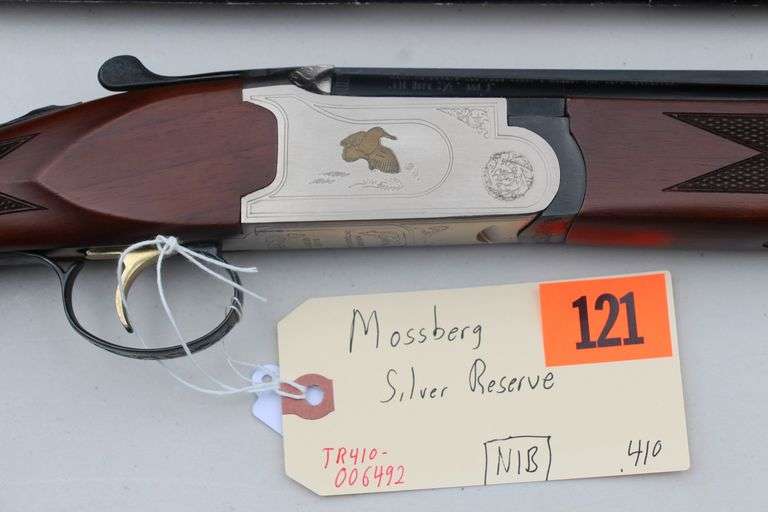 Mossberg
121
Silver Reserve
TR410-
006492
NIB
.410